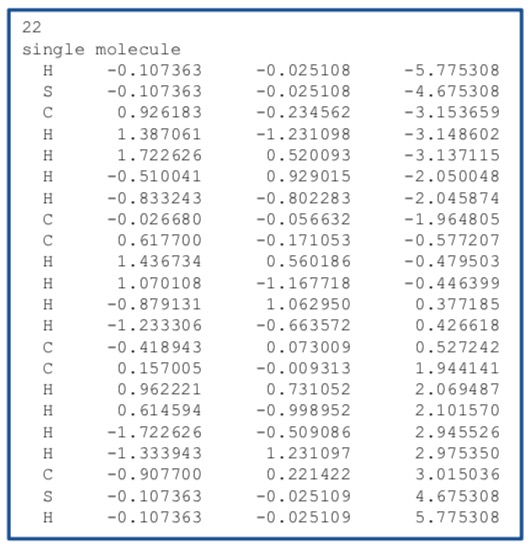 22
single molecule
H -0.107363 -0.025108 -5.775308
S -0.107363 -0.025108 -4.675308
C 0.926183 -0.234562 -3.153659
H 1.387061 -1.231098 -3.148602
H 1.722626 0.520093 -3.137115
H -0.510041 0.929015 -2.050048
H -0.833243 -0.802283 -2.045874
C -0.026680 -0.056632 -1.964805
C 0.617700 -0.171053 -0.577207
H 1.436734 0.560186 -0.479503
H 1.070108 -1.167718 -0.446399
H -0.879131 1.062950 0.377185
H -1.233306 -0.663572 0.426618
C -0.418943 0.073009 0.527242
C 0.157005 -0.009313 1.944141
H 0.962221 0.731052 2.069487
H 0.614594 -0.998952 2.101570
H -1.722626 -0.509086 2.945526
H -1.333943 1.231097 2.975350
C -0.907700 0.221422 3.015036
S -0.107363 -0.025109 4.675308
H -0.107363 -0.025109 5.775308